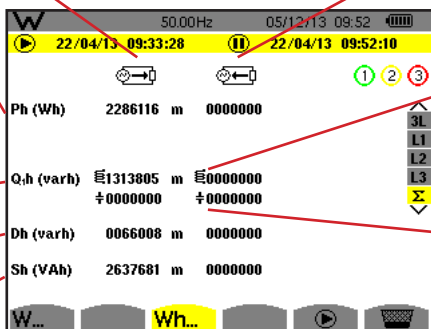 W 50.00Hz 05/12/13 09:52
22/04/13 09:33:28 22/04/13 09:52:10
1 2 3
Ph (Wh) 2286116 m 0000000
3L
L1
L2
Q₁h (varh) 1313805 m 0000000 L3
0000000 0000000 Σ
Dh (varh) 0066008 m 0000000
Sh (VAh) 2637681 m 0000000
W... Wh...